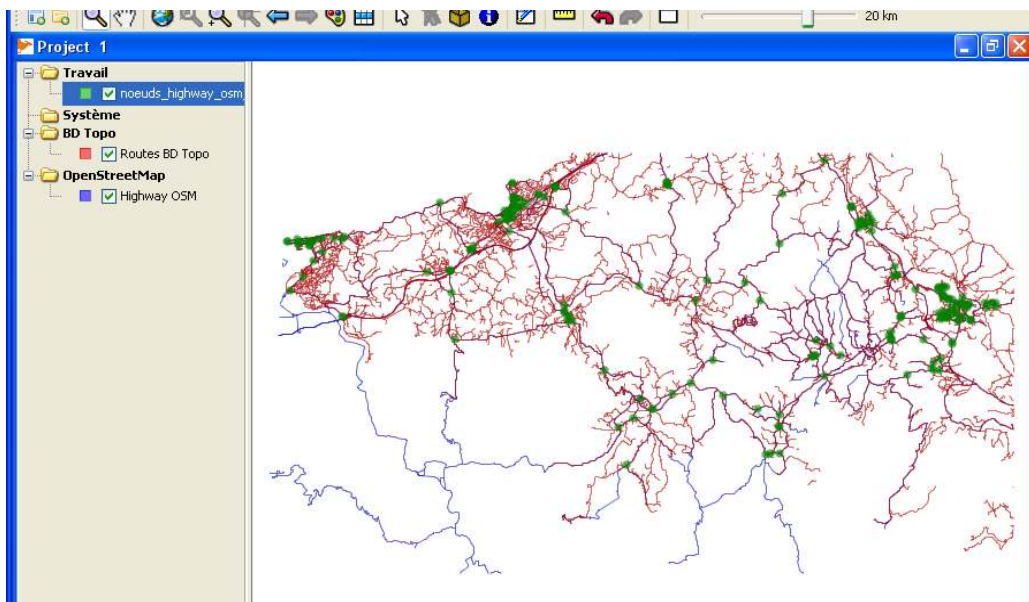 20 km
Project 1
Travail
noeuds_highway_osm
Système
BD Topo
Routes BD Topo
OpenStreetMap
Highway OSM